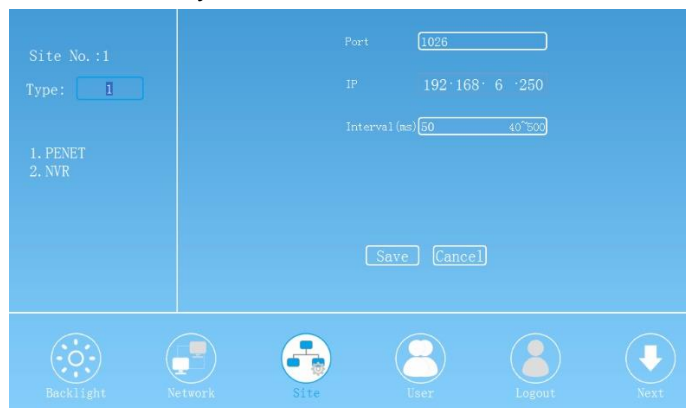 Site No.:1
Type: 1
1. PENET
2. NVR
Port 1026
IP 192·168· 6 ·250
Interval(ms) 50 40~500
Save Cancel
Backlight Network Site User Logout Next